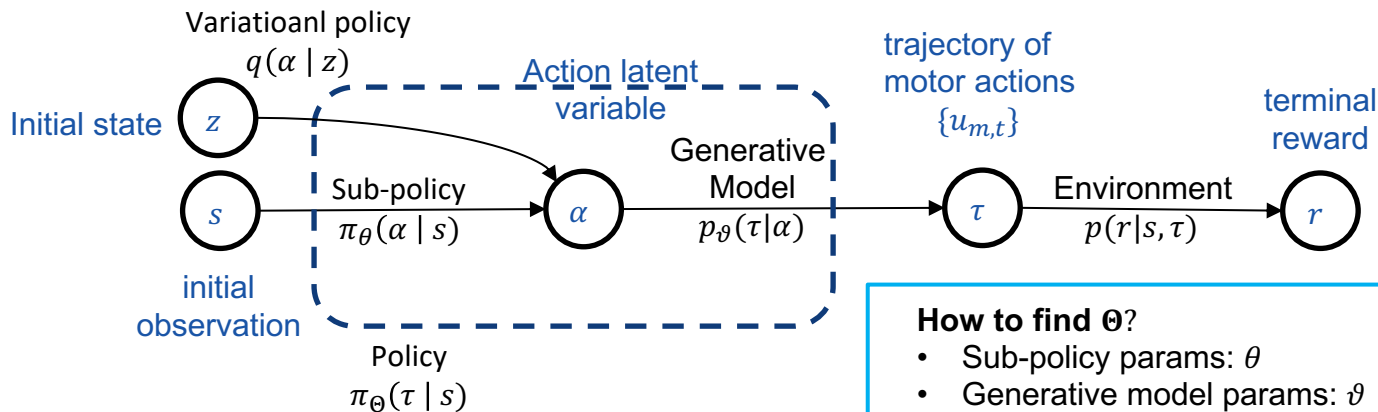 Variatioanl policy
q(α | z)
Initial state
z
s
initial
observation
Action latent
variable
Sub-policy
π_θ(α | s)
α
Generative
Model
p_ϑ(τ|α)
Policy
π_Θ(τ | s)
trajectory of
motor actions
{u_{m,t}}
τ
Environment
p(r|s, τ)
terminal
reward
r
How to find Θ?
• Sub-policy params: θ
• Generative model params: ϑ